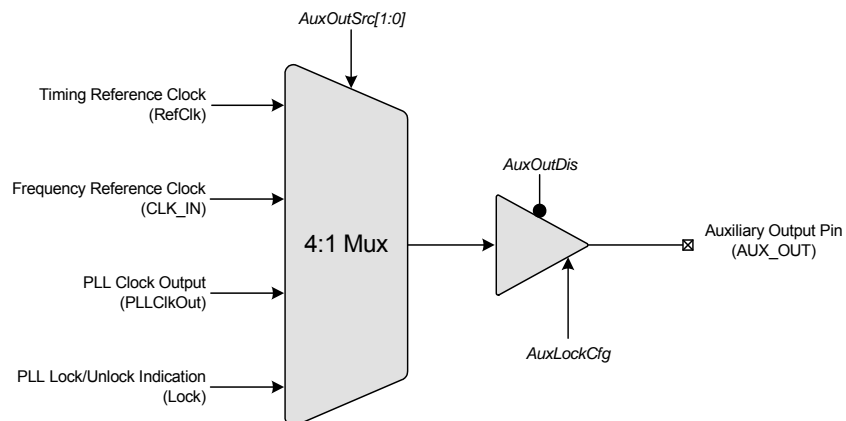 AuxOutSrc[1:0]
Timing Reference Clock
(RefClk)
Frequency Reference Clock
(CLK_IN)
4:1 Mux
PLL Clock Output
(PLLClkOut)
PLL Lock/Unlock Indication
(Lock)
AuxOutDis
Auxiliary Output Pin
(AUX_OUT)
AuxLockCfg